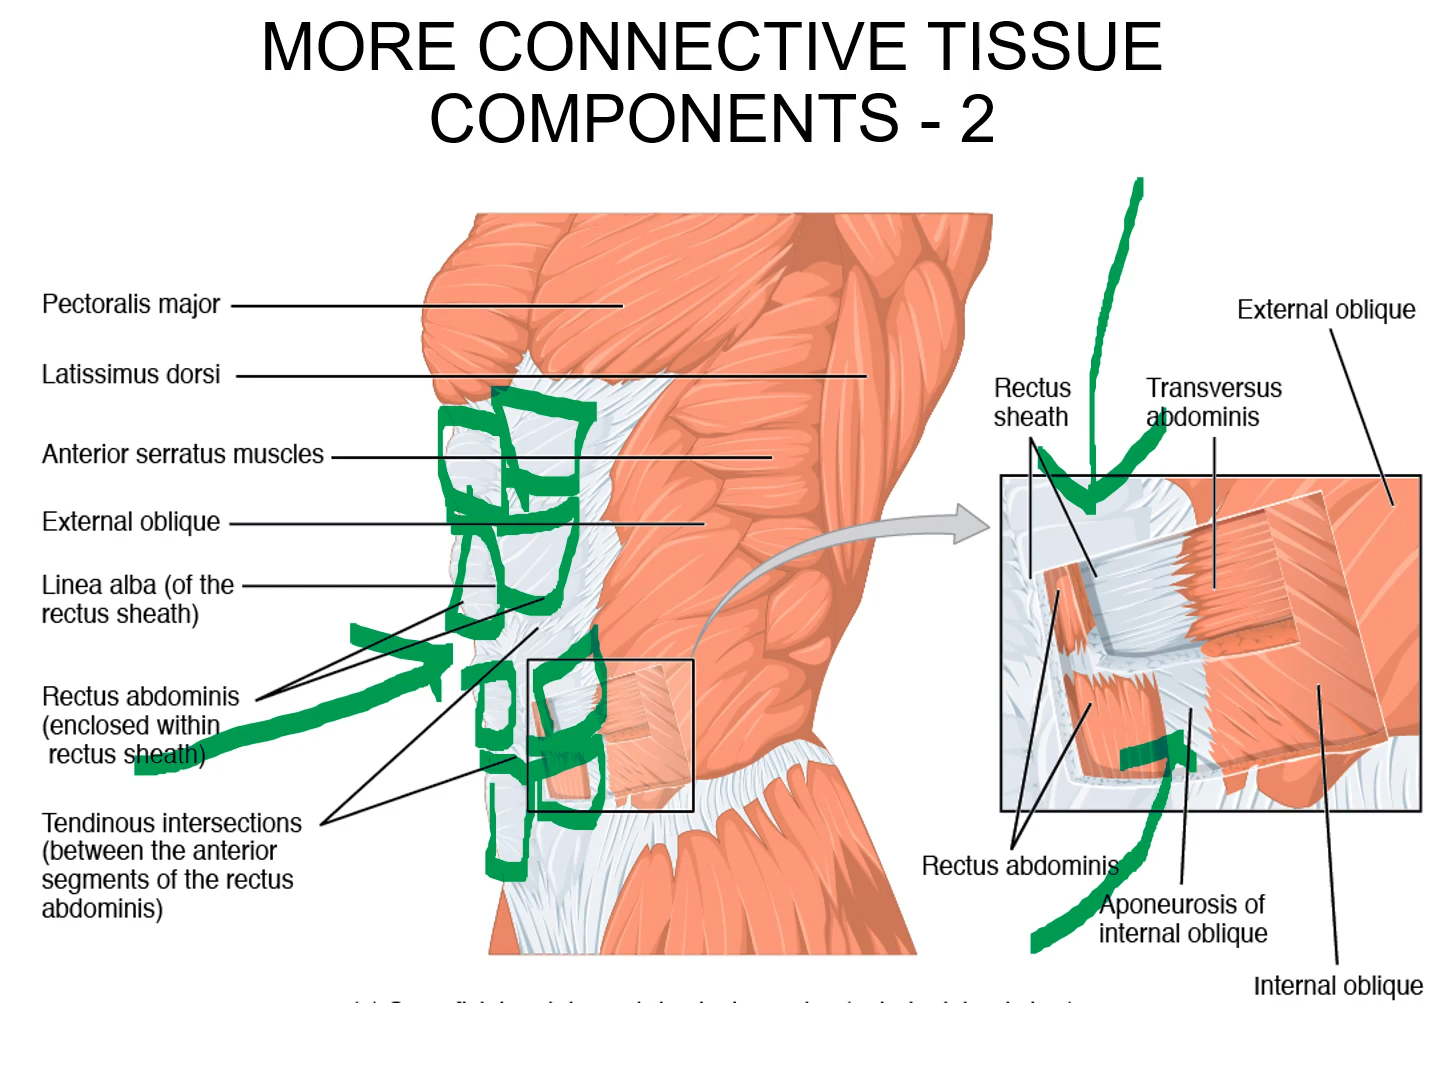 MORE CONNECTIVE TISSUE
COMPONENTS - 2
Pectoralis major
Latissimus dorsi
Anterior serratus muscles
External oblique
Linea alba (of the
rectus sheath)
Rectus abdominis
(enclosed within
rectus sheath)
Tendinous intersections
(between the anterior
segments of the rectus
abdominis)
External oblique
Rectus
sheath
Transversus
abdominis
Rectus abdominis
Aponeurosis of
internal oblique
Internal oblique